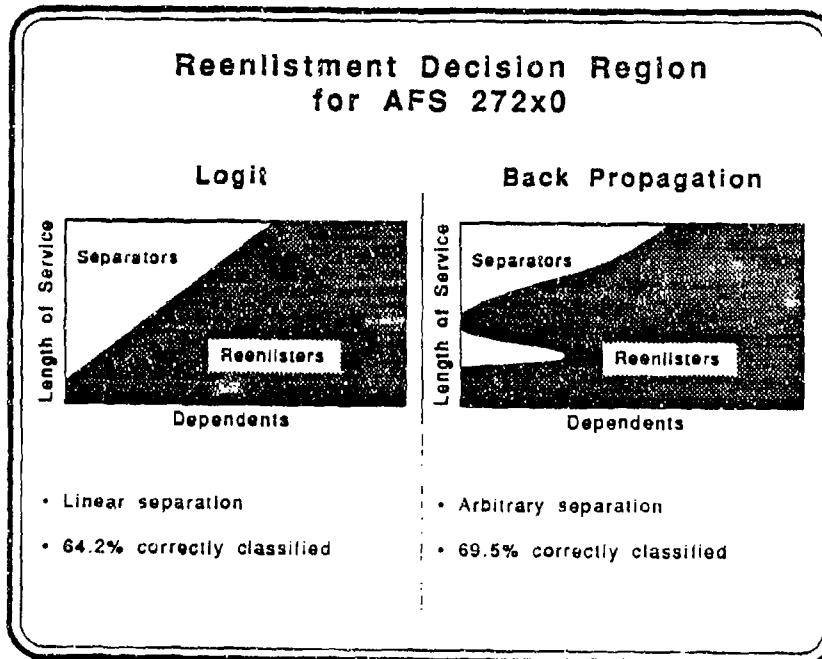 Reenlistment Decision Region
for AFS 272x0
Logit
Length of Service
Separators
Reenlisters
Dependents
• Linear separation
• 64.2% correctly classified
Back Propagation
Length of Service
Separators
Reenlisters
Dependents
• Arbitrary separation
• 69.5% correctly classified